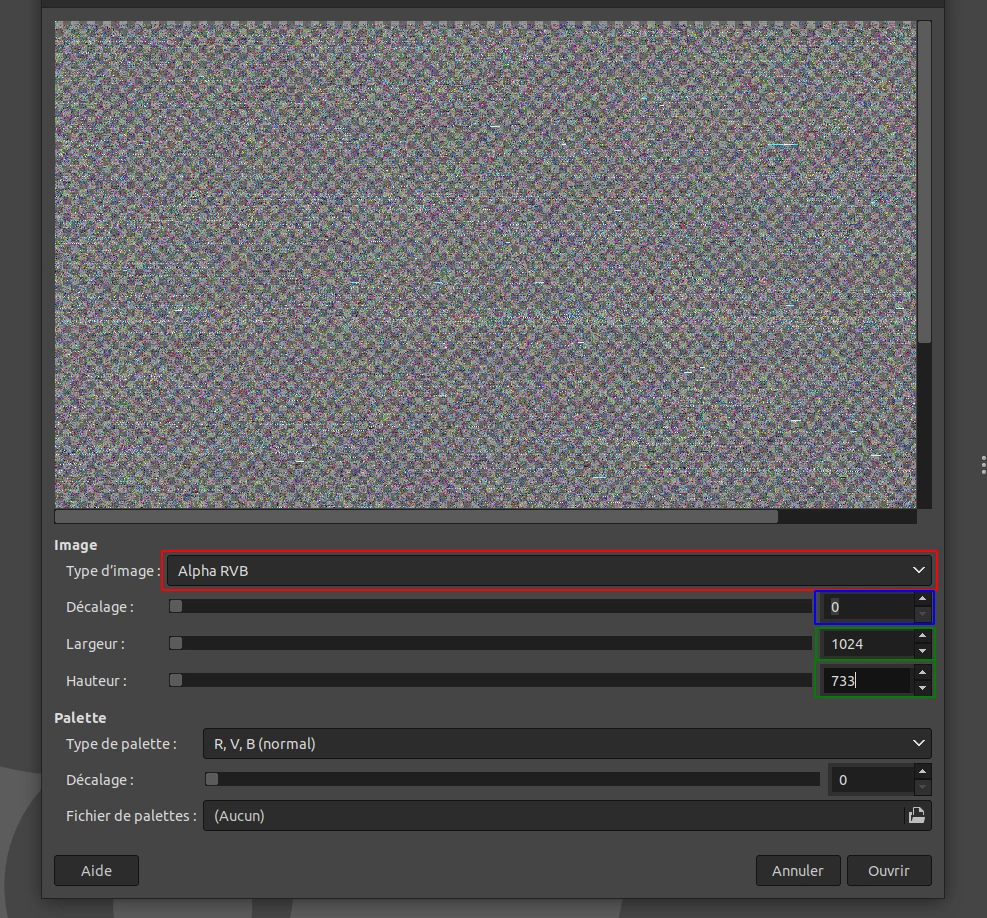 Image
Type d'image : Alpha RVB
Décalage : 0
Largeur : 1024
Hauteur : 733
Palette
Type de palette : R, V, B (normal)
Décalage : 0
Fichier de palettes : (Aucun)
Aide Annuler Ouvrir